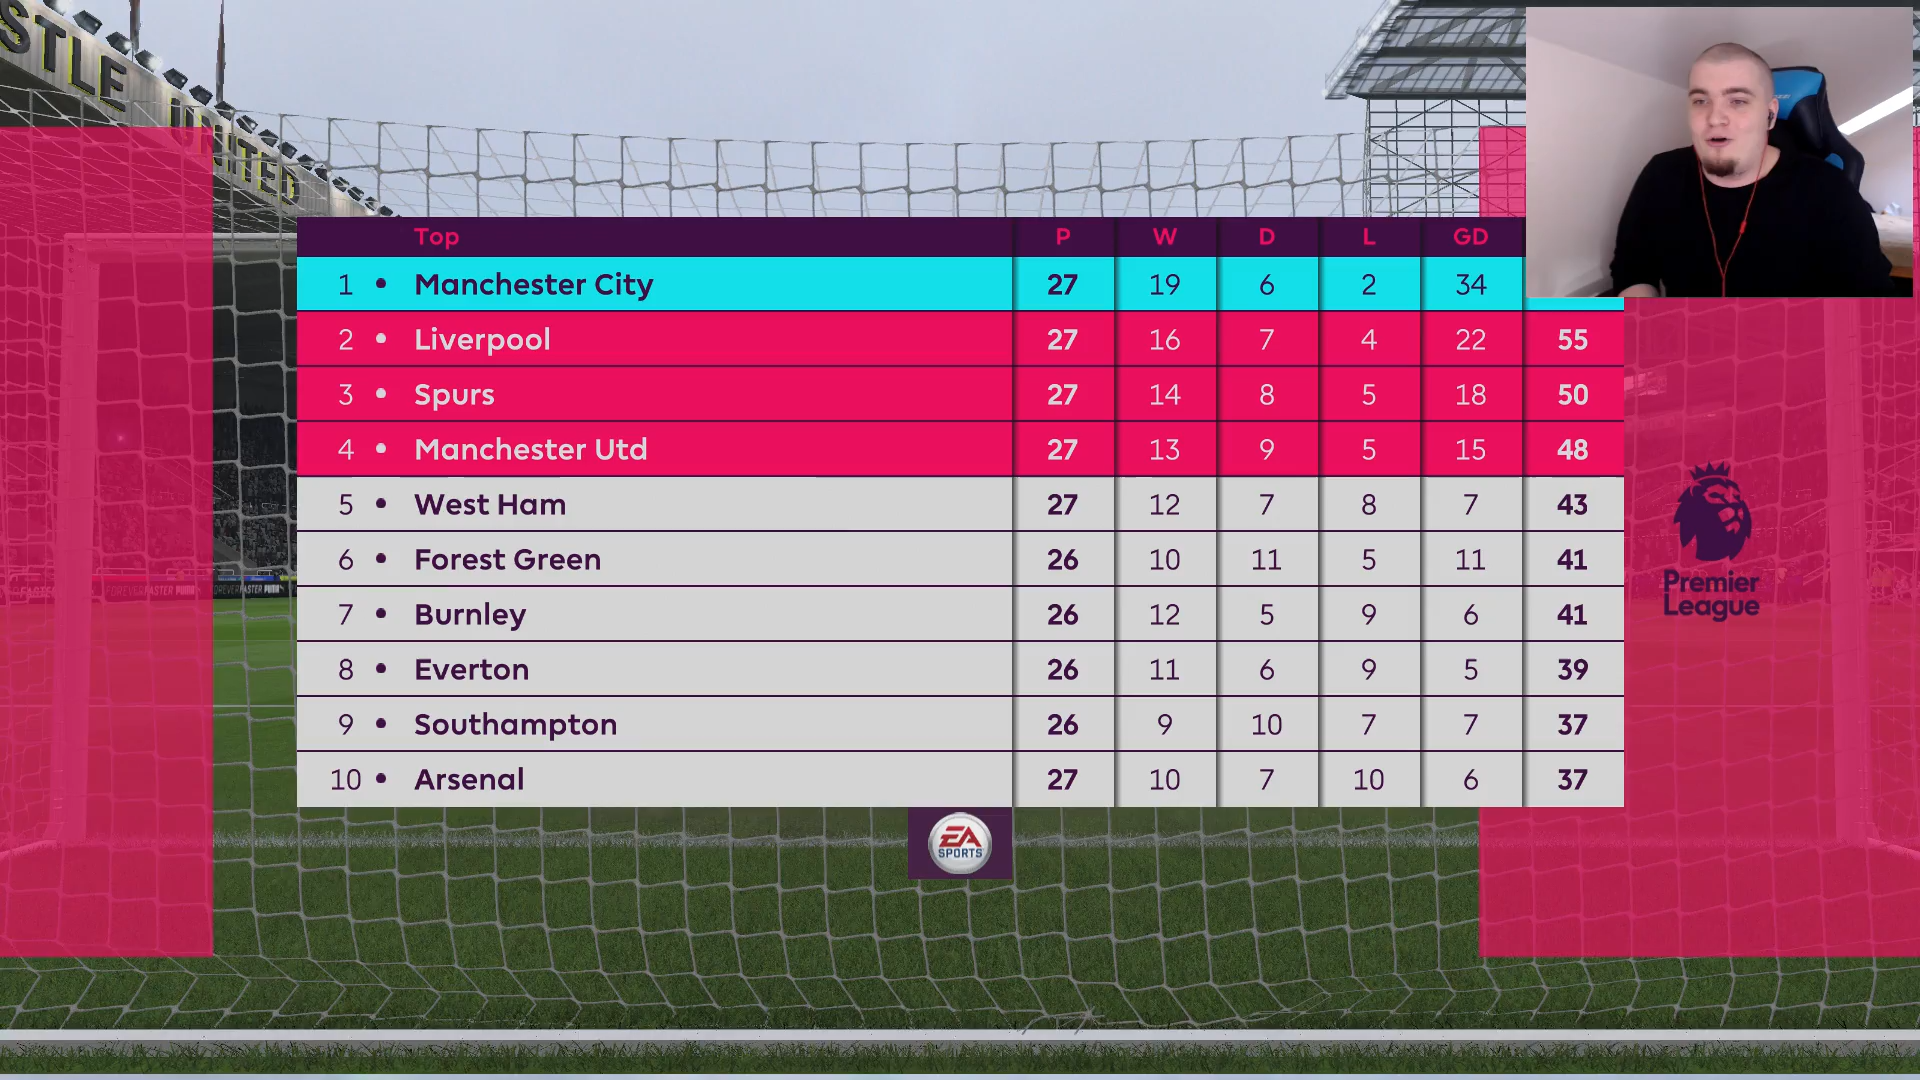 STLE UNITED
Top P W D L GD
1 • Manchester City 27 19 6 2 34
2 • Liverpool 27 16 7 4 22 55
3 • Spurs 27 14 8 5 18 50
4 • Manchester Utd 27 13 9 5 15 48
5 • West Ham 27 12 7 8 7 43
6 • Forest Green 26 10 11 5 11 41
7 • Burnley 26 12 5 9 6 41
8 • Everton 26 11 6 9 5 39
9 • Southampton 26 9 10 7 7 37
10 • Arsenal 27 10 7 10 6 37
Premier
League
EA
SPORTS